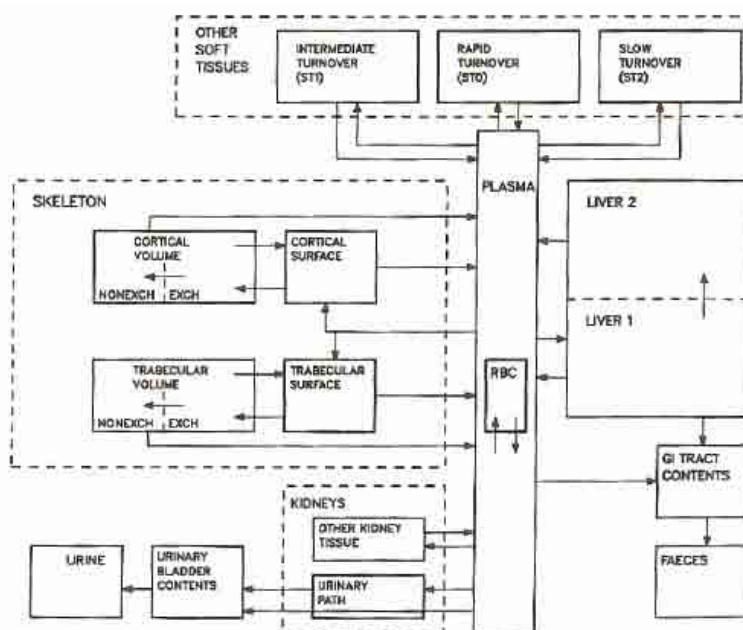 OTHER
SOFT
TISSUES
INTERMEDIATE
TURNOVER
(ST1)
RAPID
TURNOVER
(ST0)
SLOW
TURNOVER
(ST2)
PLASMA
SKELETON
CORTICAL
VOLUME
NONEXCH
EXCH
CORTICAL
SURFACE
LIVER 2
LIVER 1
TRABECULAR
VOLUME
NONEXCH
EXCH
TRABECULAR
SURFACE
RBC
GI TRACT
CONTENTS
KIDNEYS
OTHER KIDNEY
TISSUE
URINE
URINARY
BLADDER
CONTENTS
URINARY
PATH
FAECES